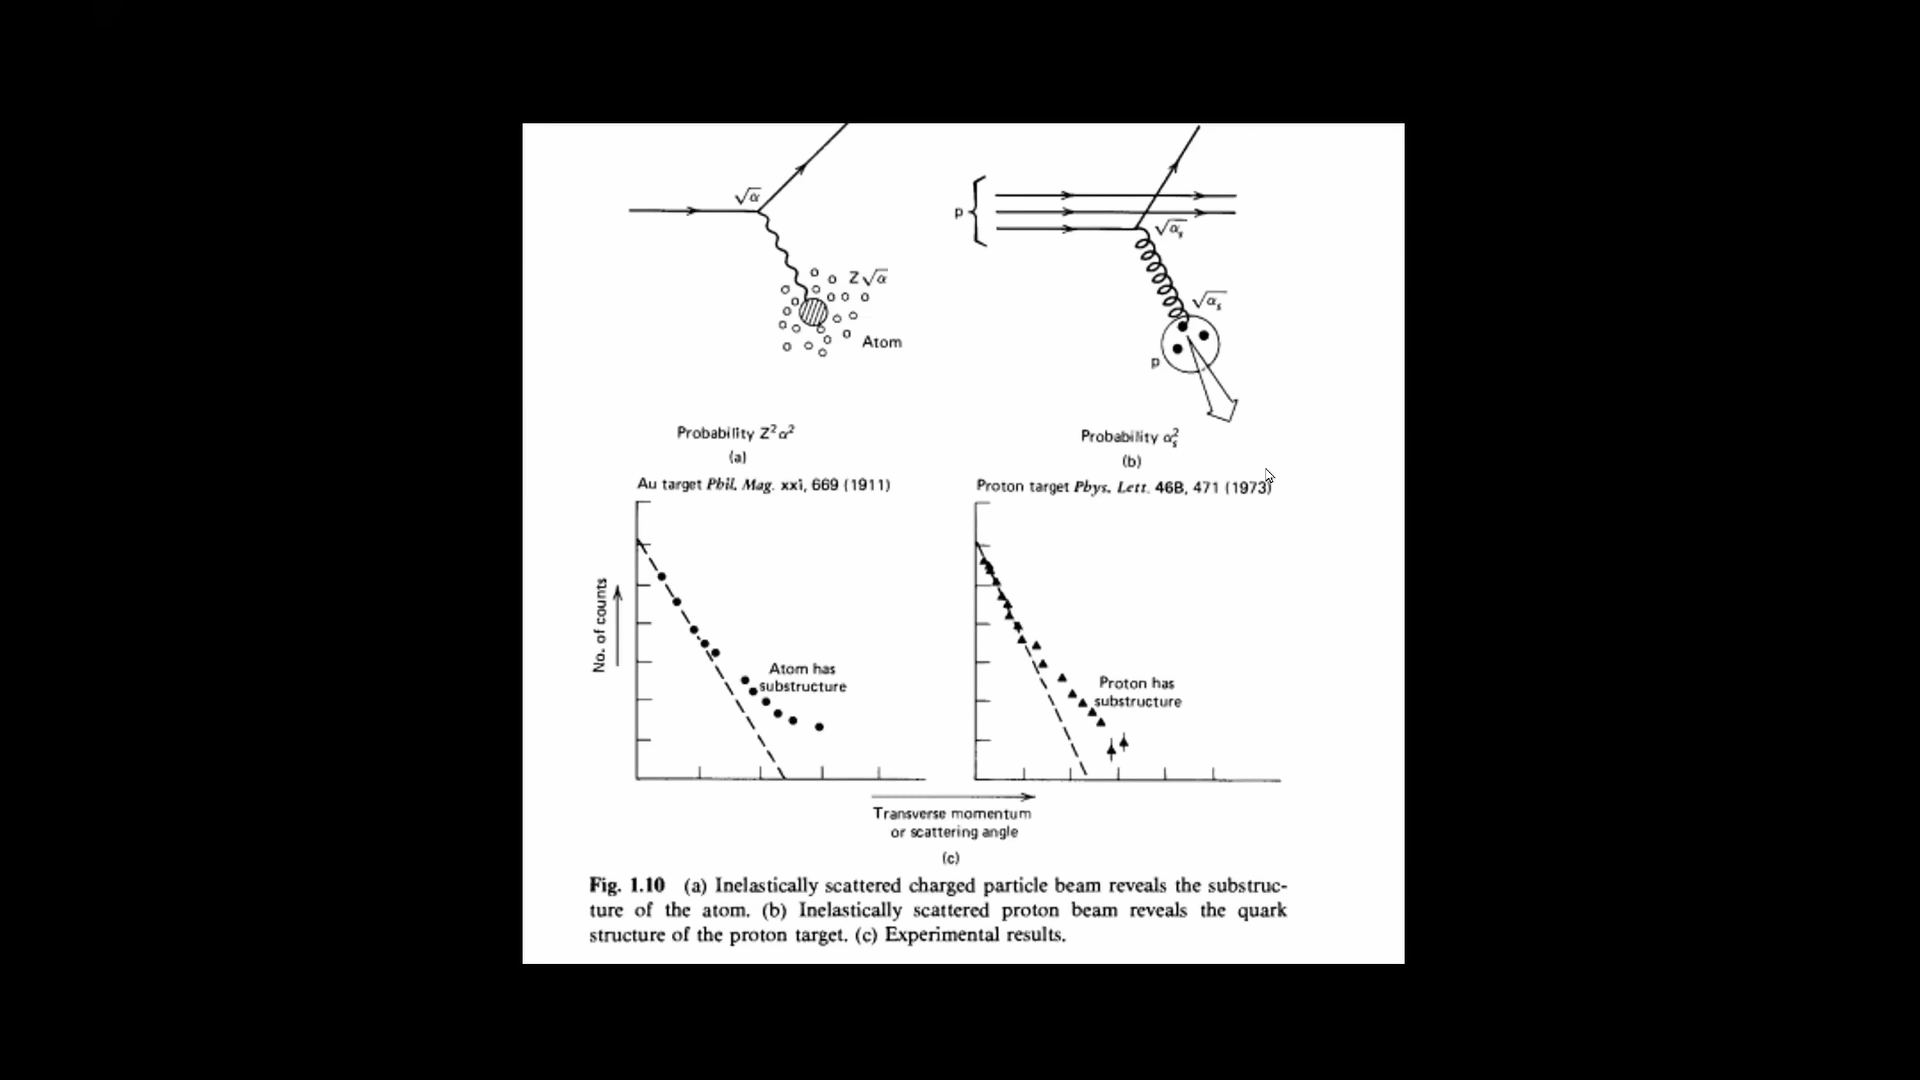 √α
Z√α
Atom
Probability Z²α²
(a)
p
√αₛ
√αₛ
p
Probability αₛ²
(b)
Au target Phil. Mag. xxi, 669 (1911)
Proton target Phys. Lett. 46B, 471 (1973)
No. of counts
Atom has
substructure
Proton has
substructure
Transverse momentum
or scattering angle
(c)
Fig. 1.10 (a) Inelastically scattered charged particle beam reveals the substruc-
ture of the atom. (b) Inelastically scattered proton beam reveals the quark
structure of the proton target. (c) Experimental results.